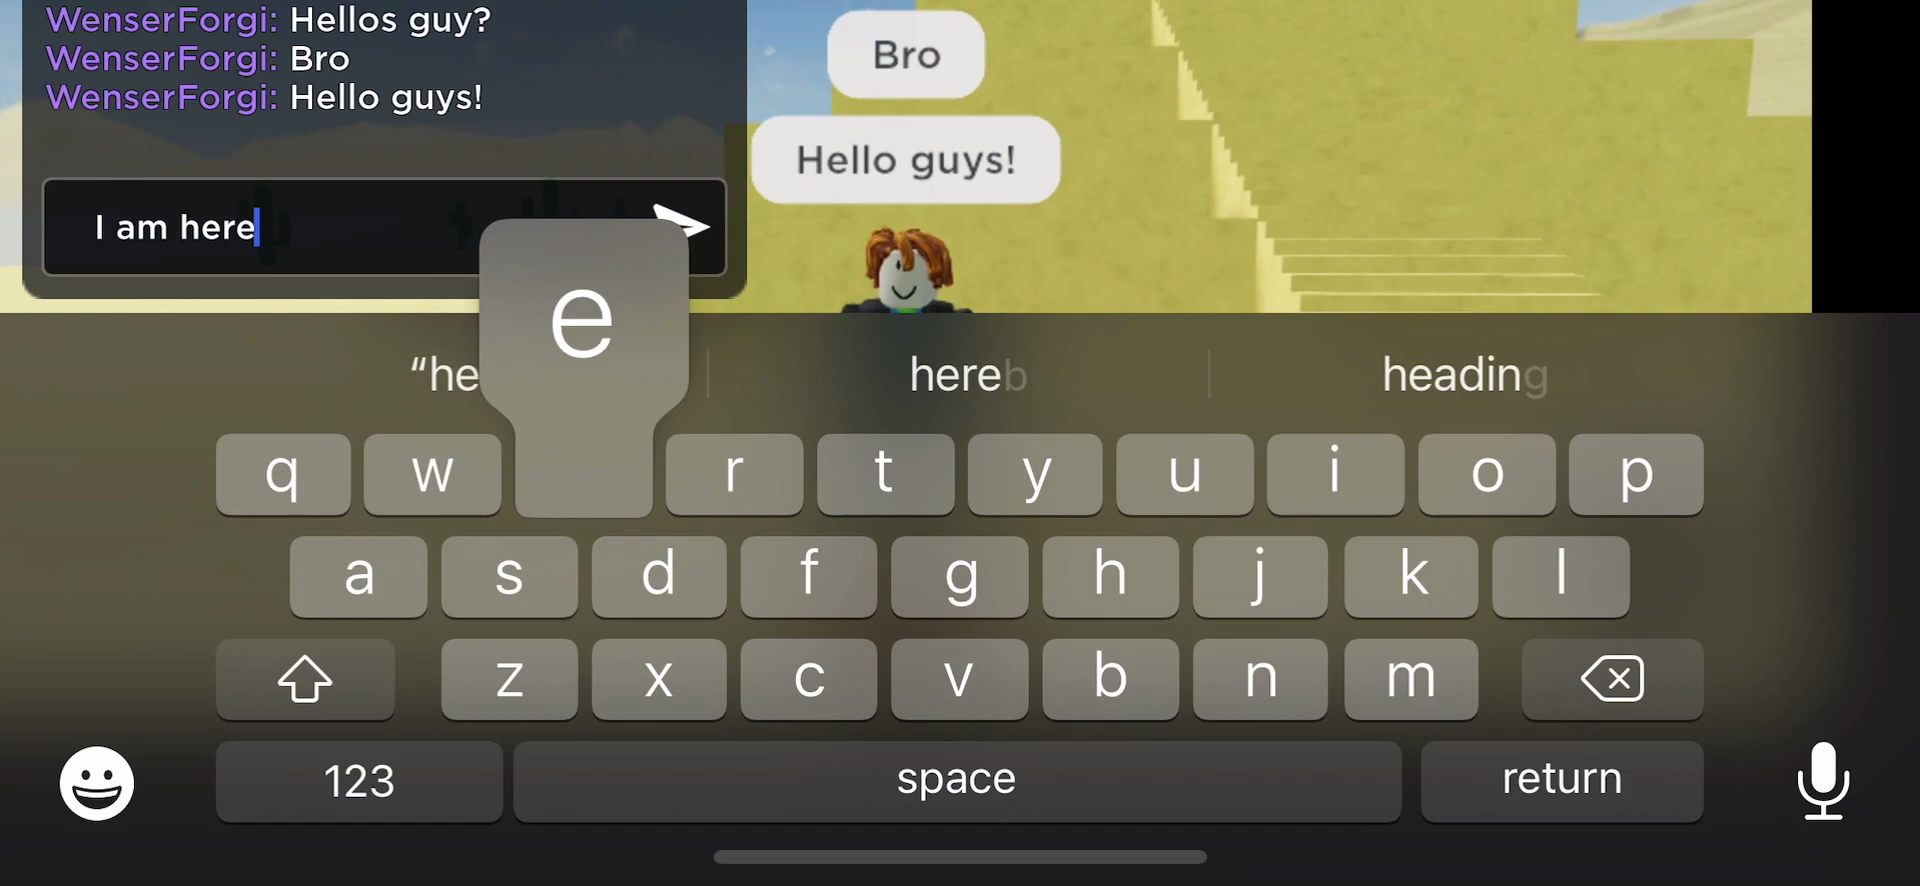 WenserForgi: Hellos guy?
WenserForgi: Bro
WenserForgi: Hello guys!
Bro
Hello guys!
I am here
e
“he
hereb
heading
q w r t y u i o p
a s d f g h j k l
z x c v b n m
123 space return